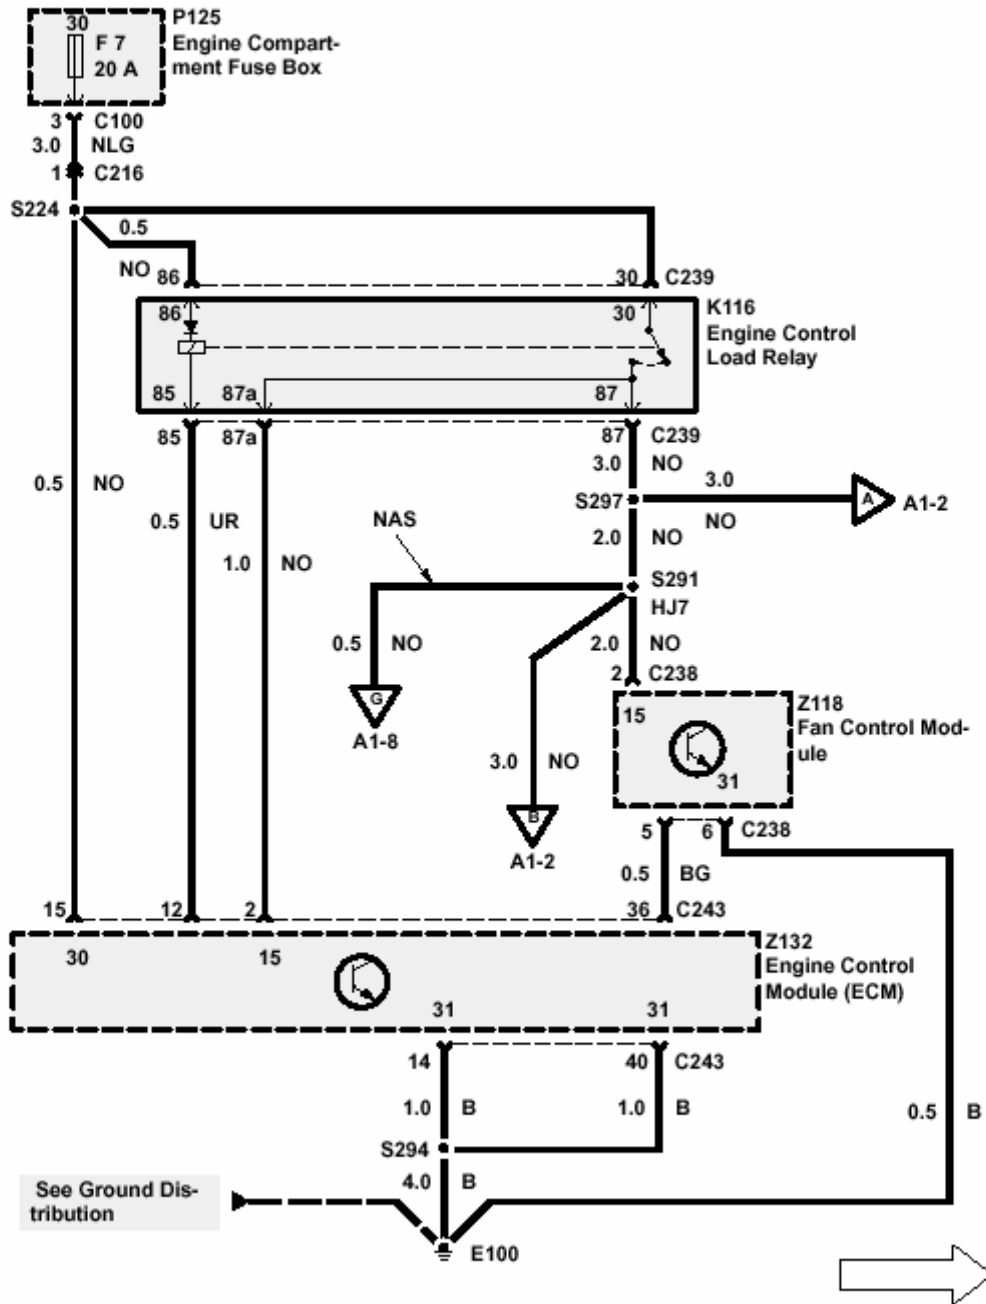 P125
Engine Compart-
ment Fuse Box
30
F 7
20 A
3 C100
3.0 NLG
1 C216
S224
0.5
NO
86
30 C239
86
30
K116
Engine Control
Load Relay
85 87a 87
85 87a 87 C239
3.0 NO
S297
3.0
NO
A
A1-2
0.5 NO
0.5 UR
1.0 NO
NAS
2.0 NO
S291
HJ7
0.5 NO
2.0 NO
2 C238
G
A1-8
15
31
Z118
Fan Control Mod-
ule
3.0 NO
B
A1-2
5 6 C238
0.5 BG
15 12 2 36 C243
30 15
31 31
Z132
Engine Control
Module (ECM)
14 40 C243
1.0 B
1.0 B
0.5 B
S294
4.0 B
See Ground Dis-
tribution
E100